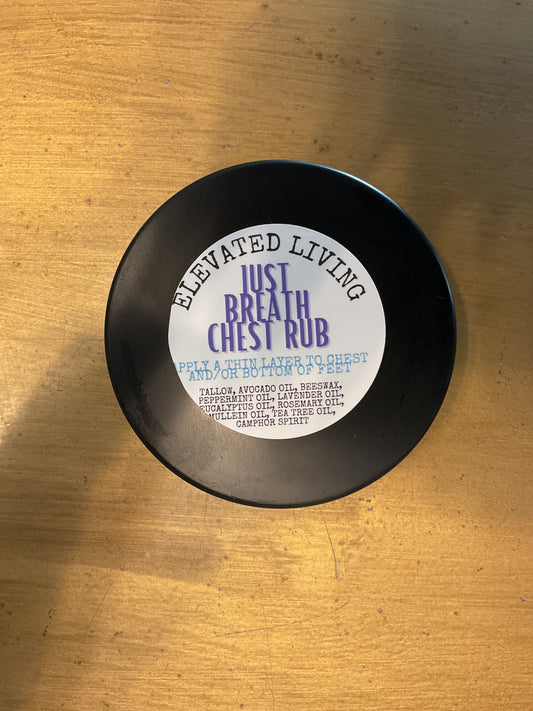 ELEVATED LIVING
JUST
BREATH
CHEST RUB
PPLY A THIN LAYER TO CHEST
AND/OR BOTTOM OF FEET
TALLOW, AVOCADO OIL, BEESWAX,
PEPPERMINT OIL, LAVENDER OIL,
EUCALYPTUS OIL, ROSEMARY OIL,
MULLEIN OIL, TEA TREE OIL,
CAMPHOR SPIRIT